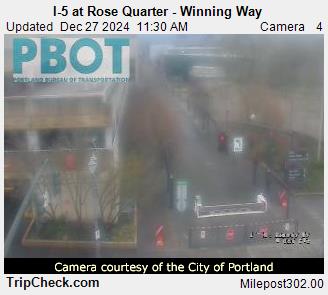 I-5 at Rose Quarter - Winning Way
Updated Dec 27 2024 11:30 AM Camera 4
PBOT
PORTLAND BUREAU OF TRANSPORTATION
Camera courtesy of the City of Portland
TripCheck.com Milepost302.00